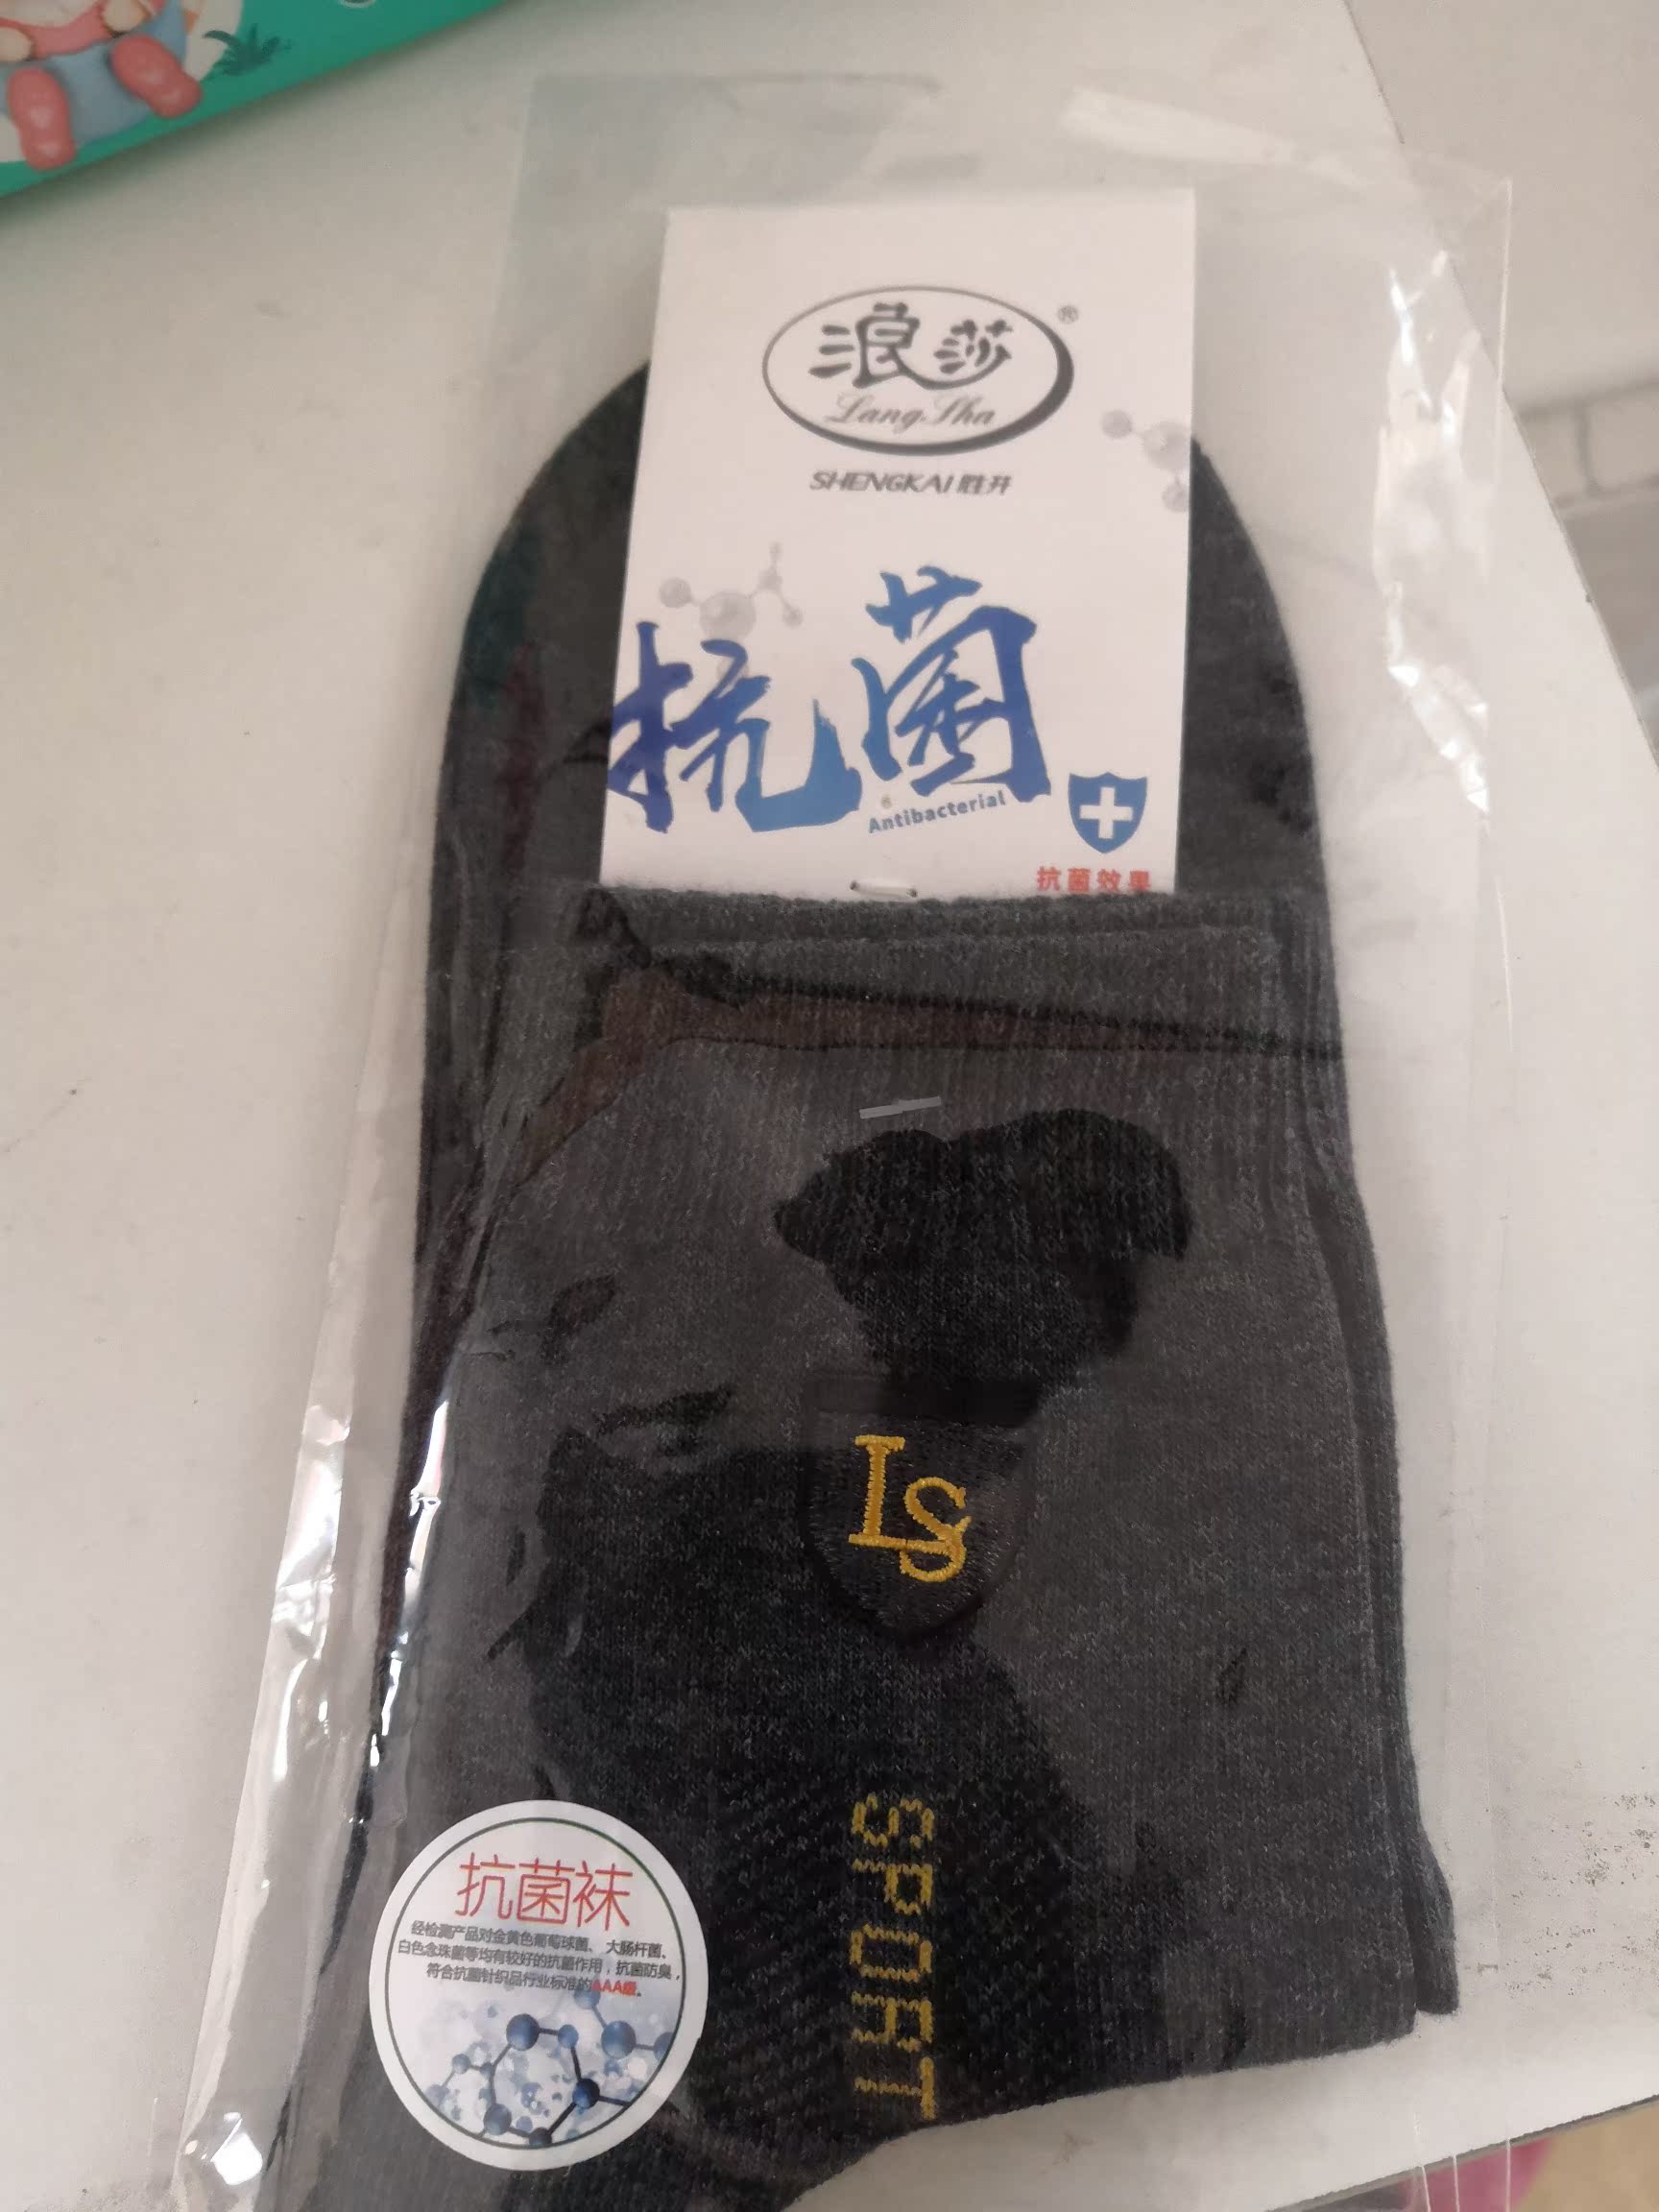 浪莎®
LangSha
SHENGKAI 胜开
抗菌
Antibacterial
抗菌效果
LS
SPORT
抗菌袜
经检测产品对金黄色葡萄球菌、大肠杆菌、
白色念珠菌等均有较好的抗菌作用，抗菌防臭，
符合抗菌针织品行业标准的AAA级。